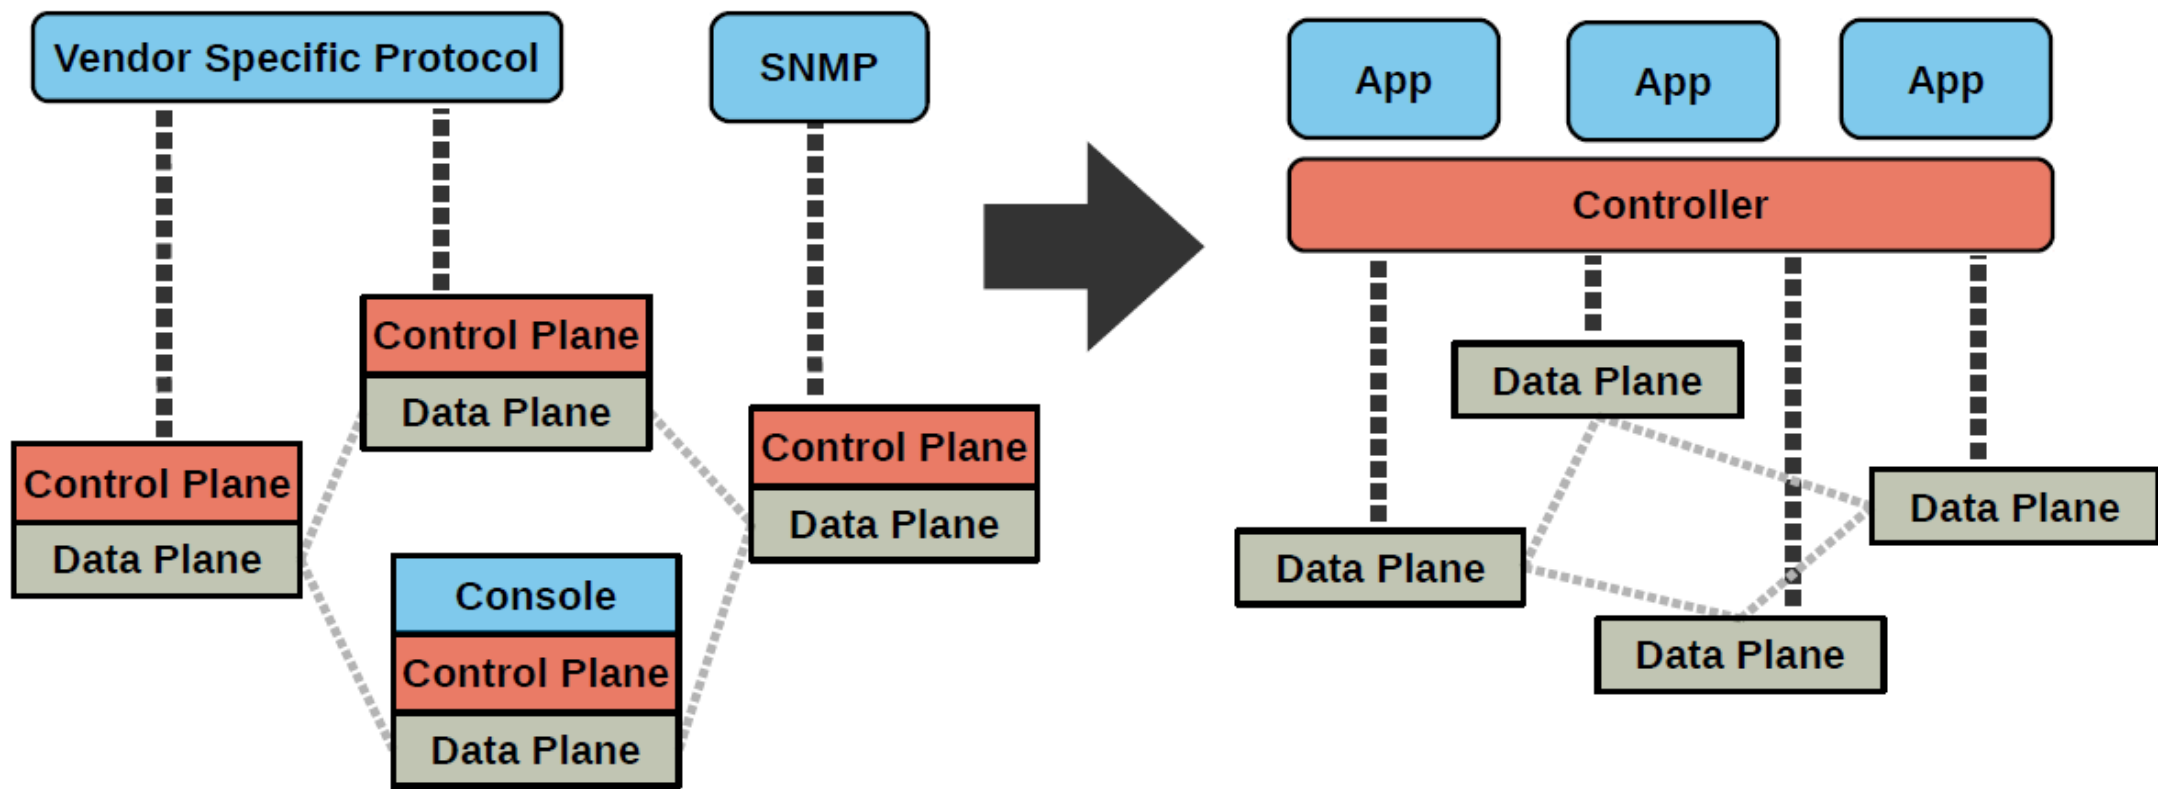 Vendor Specific Protocol
SNMP
Control Plane
Data Plane
Control Plane
Data Plane
Control Plane
Data Plane
Console
Control Plane
Data Plane
App
App
App
Controller
Data Plane
Data Plane
Data Plane
Data Plane